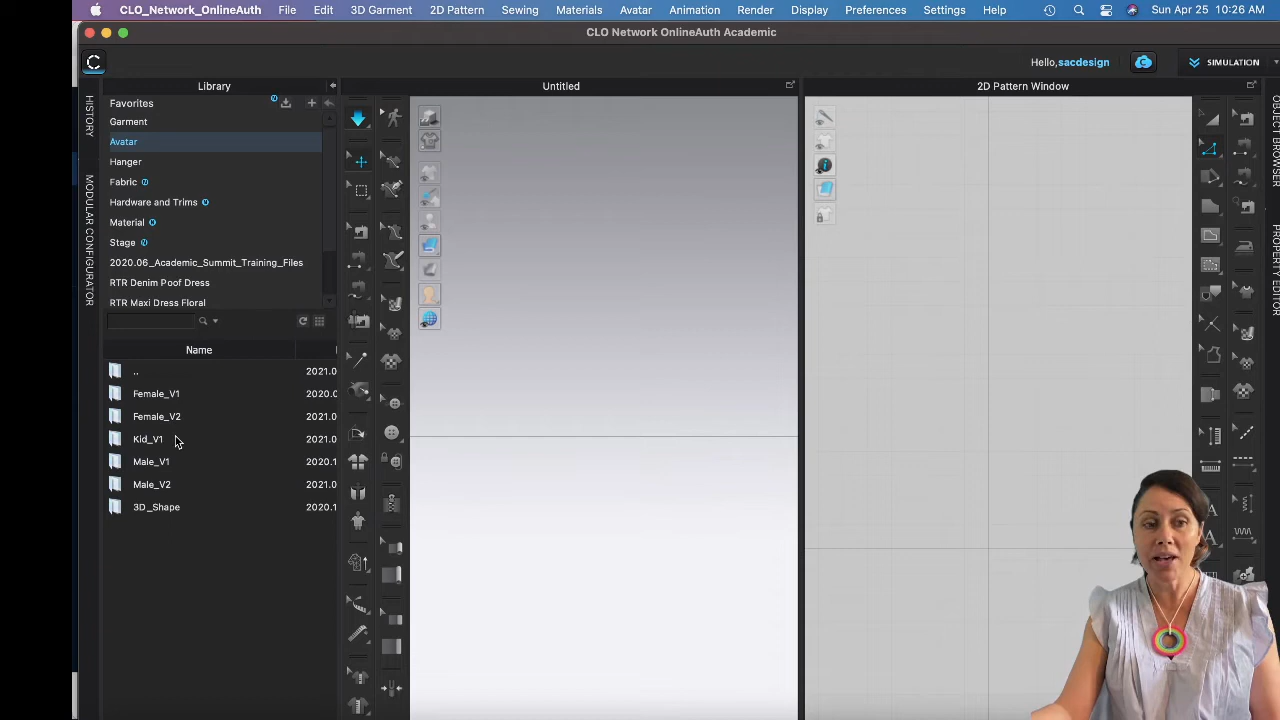 CLO_Network_OnlineAuth File Edit 3D Garment 2D Pattern Sewing Materials Avatar Animation Render Display Preferences Settings Help Sun Apr 25 10:26 AM
CLO Network OnlineAuth Academic
Hello, sacdesign SIMULATION
Library Untitled 2D Pattern Window
HISTORY
MODULAR CONFIGURATOR
Favorites
Garment
Avatar
Hanger
Fabric
Hardware and Trims
Material
Stage
2020.06_Academic_Summit_Training_Files
RTR Denim Poof Dress
RTR Maxi Dress Floral
Name
.. 2021.0
Female_V1 2020.0
Female_V2 2021.0
Kid_V1 2021.0
Male_V1 2020.1
Male_V2 2021.0
3D_Shape 2020.1
OBJECT BROWSER
PROPERTY EDITOR